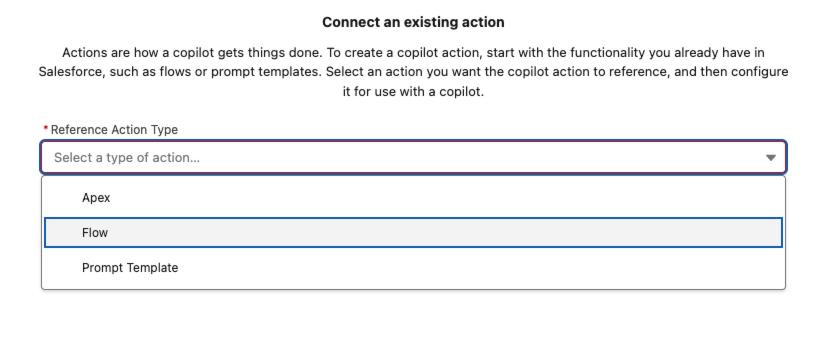 Connect an existing action
Actions are how a copilot gets things done. To create a copilot action, start with the functionality you already have in
Salesforce, such as flows or prompt templates. Select an action you want the copilot action to reference, and then configure
it for use with a copilot.
* Reference Action Type
Select a type of action...
Apex
Flow
Prompt Template